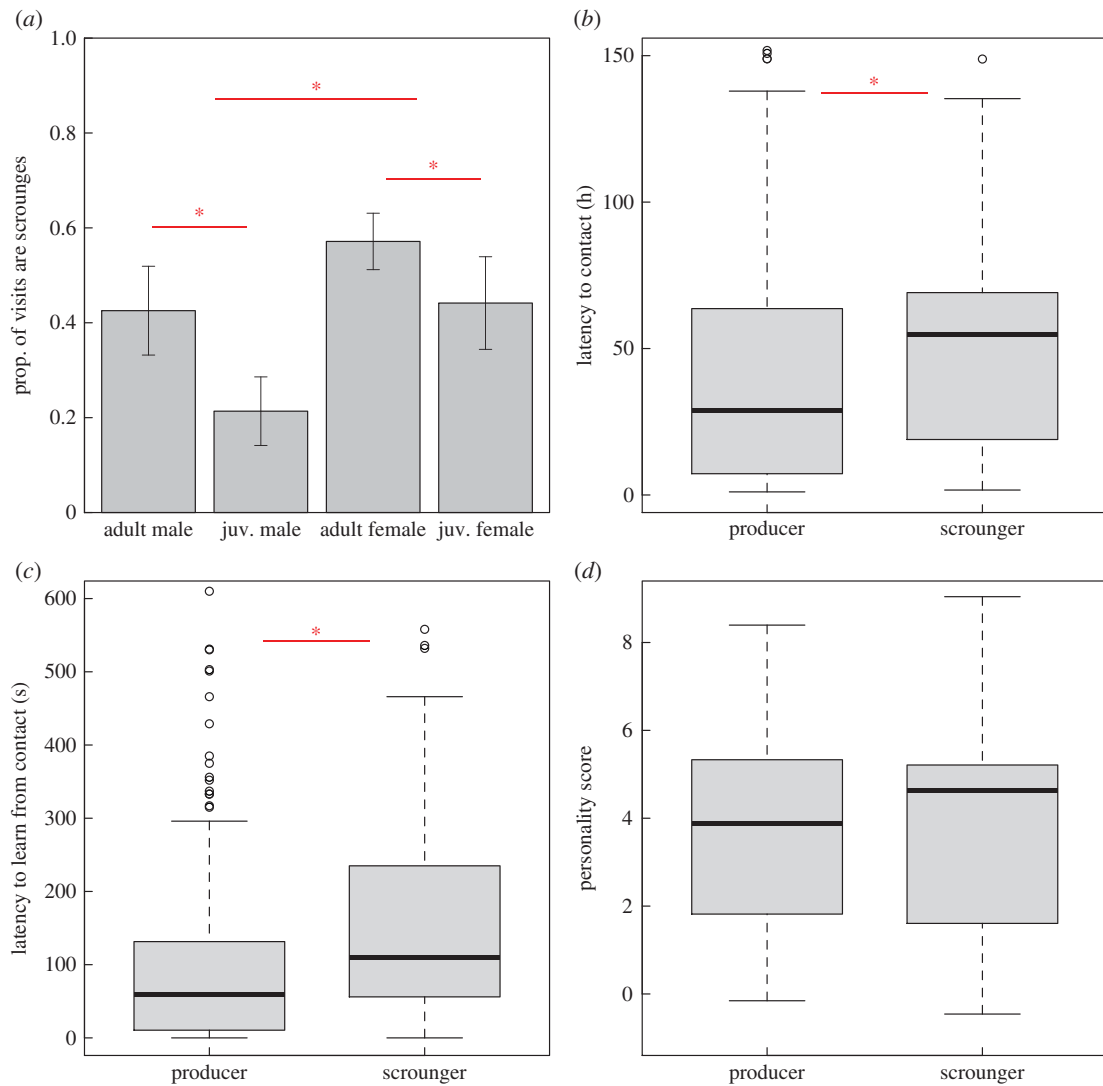 (a)
prop. of visits are scrounges
1.0
0.8
0.6
0.4
0.2
0
*
*
*
adult male juv. male adult female juv. female
(b)
latency to contact (h)
150
100
50
0
*
producer scrounger
(c)
latency to learn from contact (s)
600
500
400
300
200
100
0
*
producer scrounger
(d)
personality score
8
6
4
2
0
producer scrounger